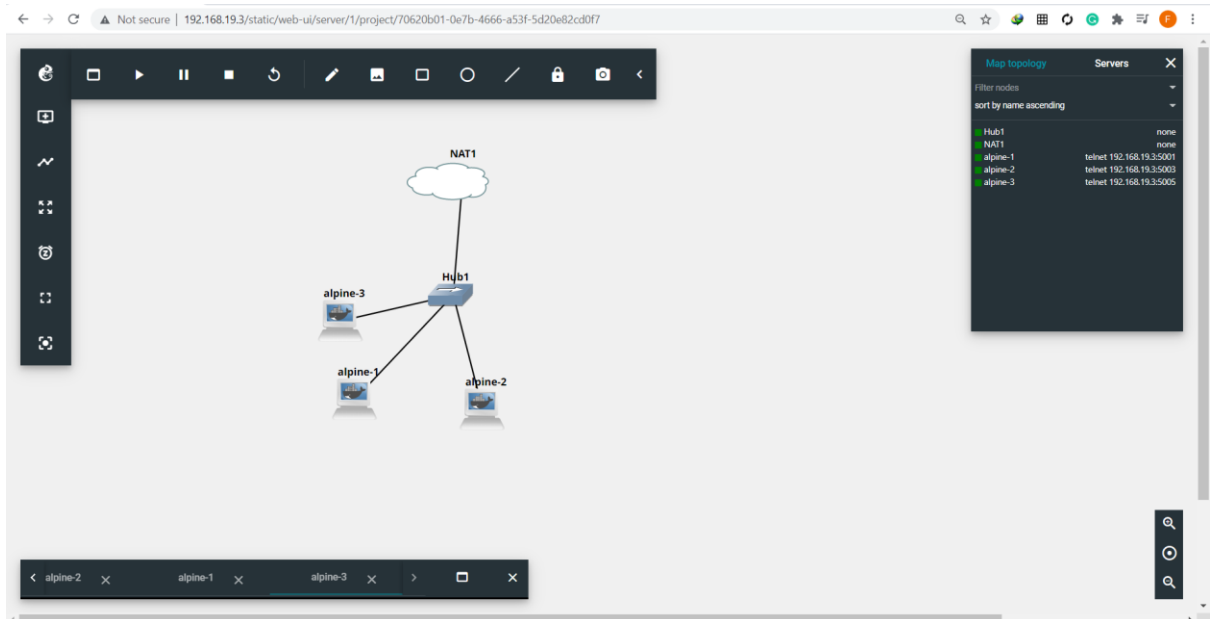 Not secure | 192.168.19.3/static/web-ui/server/1/project/70620b01-0e7b-4666-a53f-5d20e82cd0f7
F
Map topology Servers
Filter nodes
sort by name ascending
Hub1 none
NAT1 none
alpine-1 telnet 192.168.19.3:5001
alpine-2 telnet 192.168.19.3:5003
alpine-3 telnet 192.168.19.3:5005
NAT1
Hub1
alpine-3
alpine-1
alpine-2
alpine-2 alpine-1 alpine-3